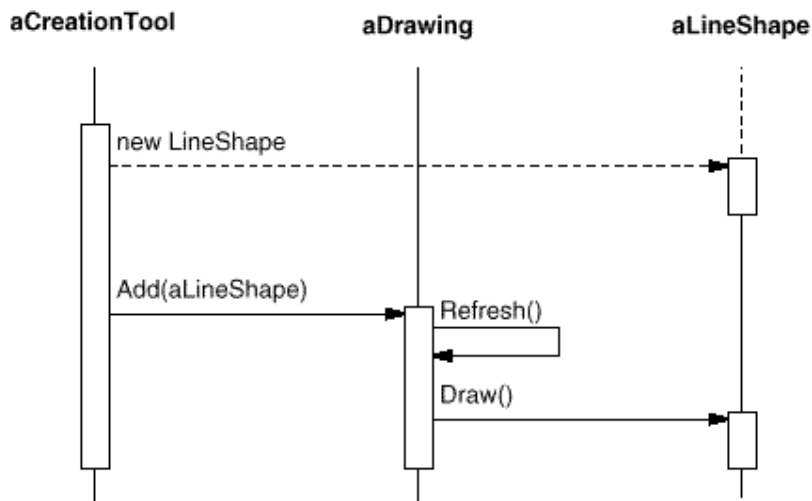 aCreationTool
aDrawing
aLineShape
new LineShape
Add(aLineShape)
Refresh()
Draw()